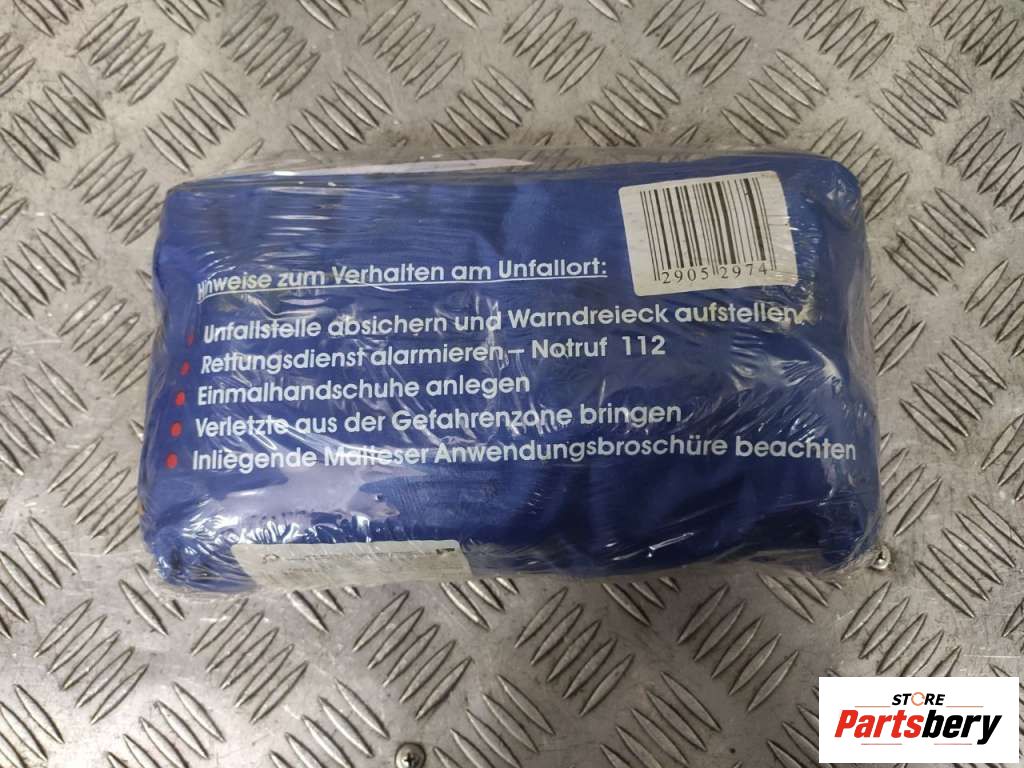 2905 2974
Hinweise zum Verhalten am Unfallort:
Unfallstelle absichern und Warndreieck aufstellen.
Rettungsdienst alarmieren – Notruf 112
Einmalhandschuhe anlegen
Verletzte aus der Gefahrenzone bringen
Inliegende Malteser Anwendungsbroschüre beachten
STORE
Partsbery